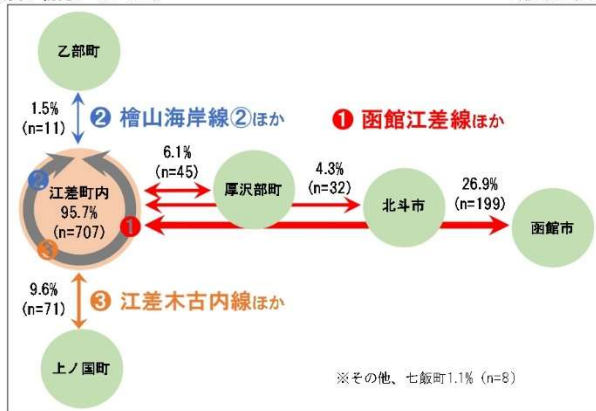 乙部町
1.5%
(n=11)
❷ 檜山海岸線②ほか
❶ 函館江差線ほか
6.1%
(n=45)
厚沢部町
4.3%
(n=32)
北斗市
26.9%
(n=199)
函館市
❷
江差町内
95.7%
(n=707)
❶
❸
9.6%
(n=71)
❸ 江差木古内線ほか
上ノ国町
※その他、七飯町1.1% (n=8)